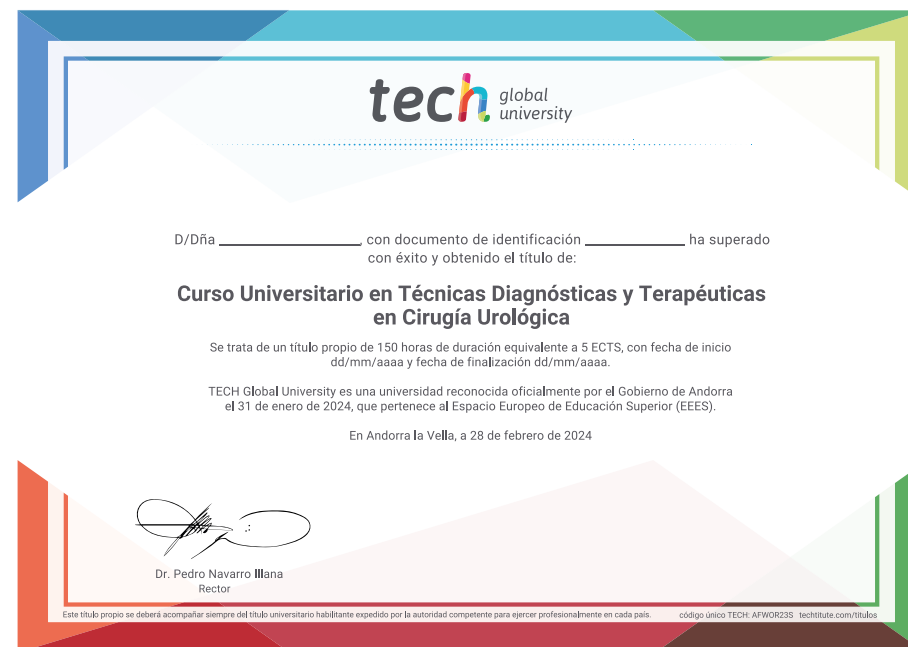 tech global university
D/Dña ____________________, con documento de identificación ______________ ha superado
con éxito y obtenido el título de:
Curso Universitario en Técnicas Diagnósticas y Terapéuticas
en Cirugía Urológica
Se trata de un título propio de 150 horas de duración equivalente a 5 ECTS, con fecha de inicio
dd/mm/aaaa y fecha de finalización dd/mm/aaaa.
TECH Global University es una universidad reconocida oficialmente por el Gobierno de Andorra
el 31 de enero de 2024, que pertenece al Espacio Europeo de Educación Superior (EEES).
En Andorra la Vella, a 28 de febrero de 2024
Dr. Pedro Navarro Illana
Rector
Este título propio se deberá acompañar siempre del título universitario habilitante expedido por la autoridad competente para ejercer profesionalmente en cada país. código único TECH: AFWOR23S techtitute.com/titulos